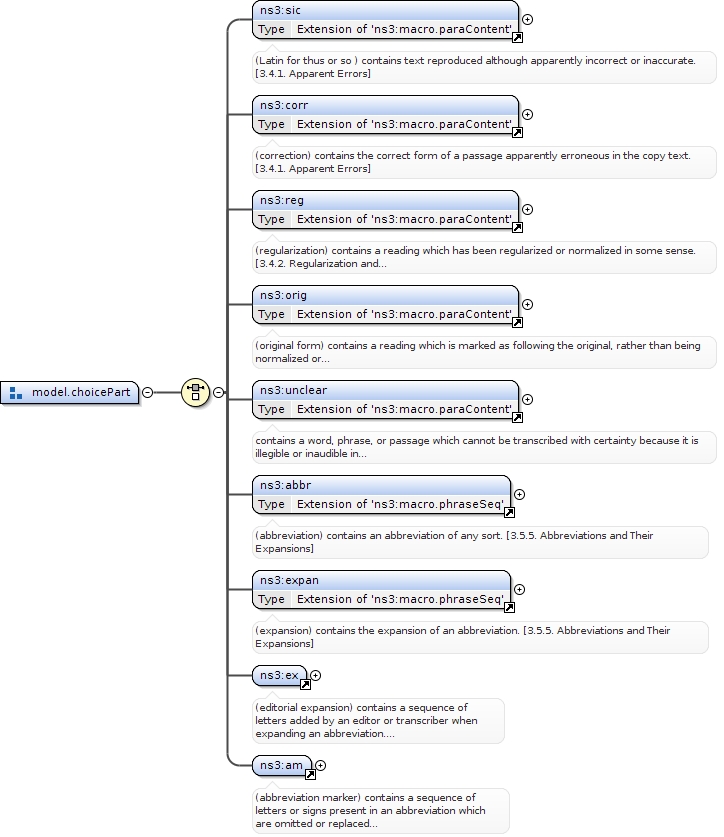 ns3:sic
Type Extension of 'ns3:macro.paraContent'
(Latin for thus or so ) contains text reproduced although apparently incorrect or inaccurate.
[3.4.1. Apparent Errors]
ns3:corr
Type Extension of 'ns3:macro.paraContent'
(correction) contains the correct form of a passage apparently erroneous in the copy text.
[3.4.1. Apparent Errors]
ns3:reg
Type Extension of 'ns3:macro.paraContent'
(regularization) contains a reading which has been regularized or normalized in some sense.
[3.4.2. Regularization and...
ns3:orig
Type Extension of 'ns3:macro.paraContent'
(original form) contains a reading which is marked as following the original, rather than being
normalized or...
model.choicePart
ns3:unclear
Type Extension of 'ns3:macro.paraContent'
contains a word, phrase, or passage which cannot be transcribed with certainty because it is
illegible or inaudible in...
ns3:abbr
Type Extension of 'ns3:macro.phraseSeq'
(abbreviation) contains an abbreviation of any sort. [3.5.5. Abbreviations and Their
Expansions]
ns3:expan
Type Extension of 'ns3:macro.phraseSeq'
(expansion) contains the expansion of an abbreviation. [3.5.5. Abbreviations and Their
Expansions]
ns3:ex
(editorial expansion) contains a sequence of
letters added by an editor or transcriber when
expanding an abbreviation....
ns3:am
(abbreviation marker) contains a sequence of
letters or signs present in an abbreviation which
are omitted or replaced...